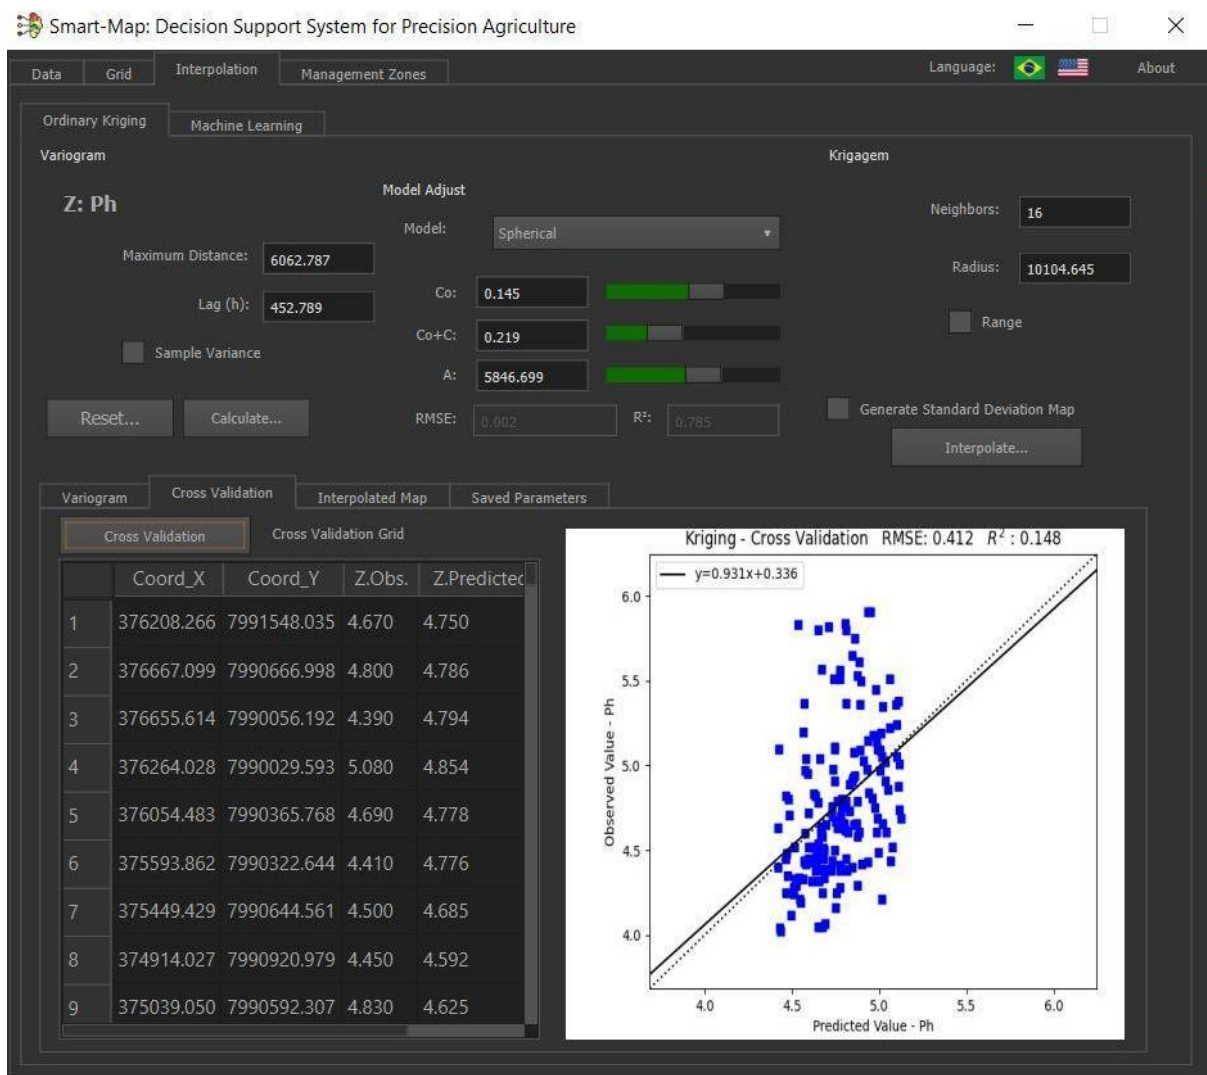 Smart-Map: Decision Support System for Precision Agriculture
Data Grid Interpolation Management Zones Language: About
Ordinary Kriging Machine Learning
Variogram Krigagem
Z: Ph
Model Adjust
Model: Spherical
Neighbors: 16
Maximum Distance: 6062.787
Radius: 10104.645
Lag (h): 452.789
Co: 0.145
Range
Co+C: 0.219
Sample Variance
A: 5846.699
Reset... Calculate...
RMSE: 0.002 R²: 0.785
Generate Standard Deviation Map
Interpolate...
Variogram Cross Validation Interpolated Map Saved Parameters
Cross Validation Cross Validation Grid
Coord_X Coord_Y Z.Obs. Z.Predicted
1 376208.266 7991548.035 4.670 4.750
2 376667.099 7990666.998 4.800 4.786
3 376655.614 7990056.192 4.390 4.794
4 376264.028 7990029.593 5.080 4.854
5 376054.483 7990365.768 4.690 4.778
6 375593.862 7990322.644 4.410 4.776
7 375449.429 7990644.561 4.500 4.685
8 374914.027 7990920.979 4.450 4.592
9 375039.050 7990592.307 4.830 4.625
Kriging - Cross Validation RMSE: 0.412 R² : 0.148
y=0.931x+0.336
6.0
5.5
5.0
4.5
4.0
Observed Value - Ph
4.0 4.5 5.0 5.5 6.0
Predicted Value - Ph